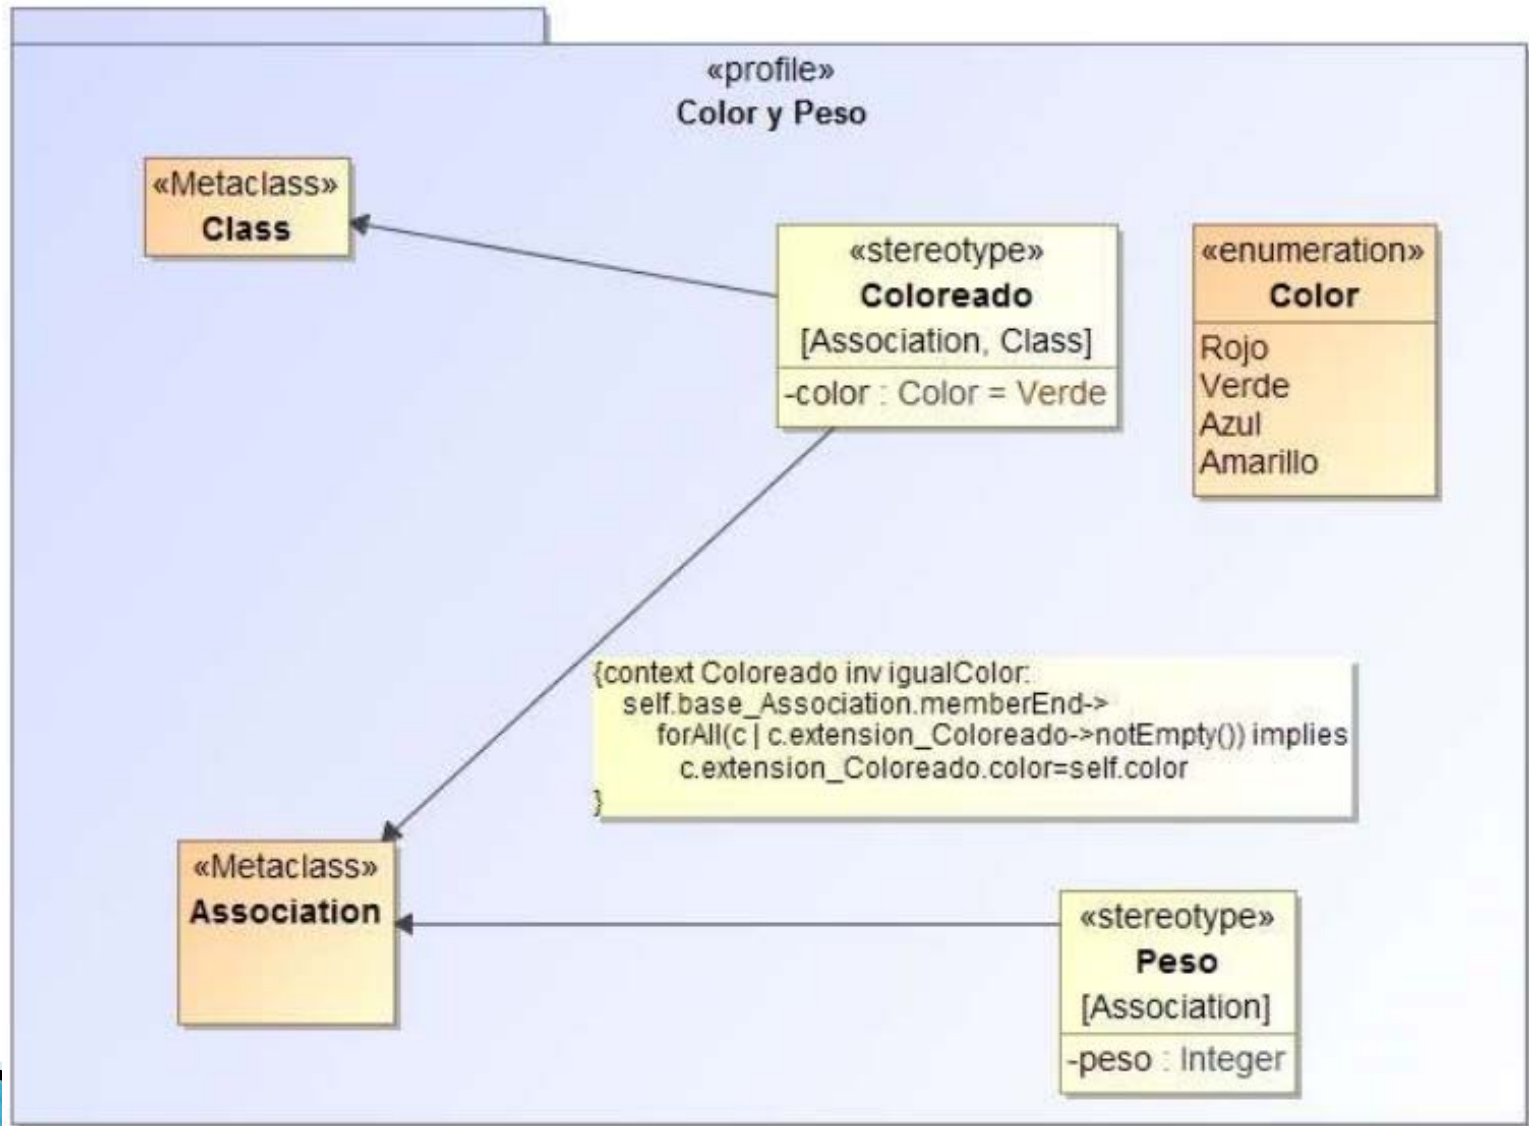 «profile»
Color y Peso
«Metaclass»
Class
«stereotype»
Coloreado
[Association, Class]
-color : Color = Verde
«enumeration»
Color
Rojo
Verde
Azul
Amarillo
{context Coloreado inv igualColor:
self.base_Association.memberEnd->
forAll(c | c.extension_Coloreado->notEmpty()) implies
c.extension_Coloreado.color=self.color
}
«Metaclass»
Association
«stereotype»
Peso
[Association]
-peso : Integer